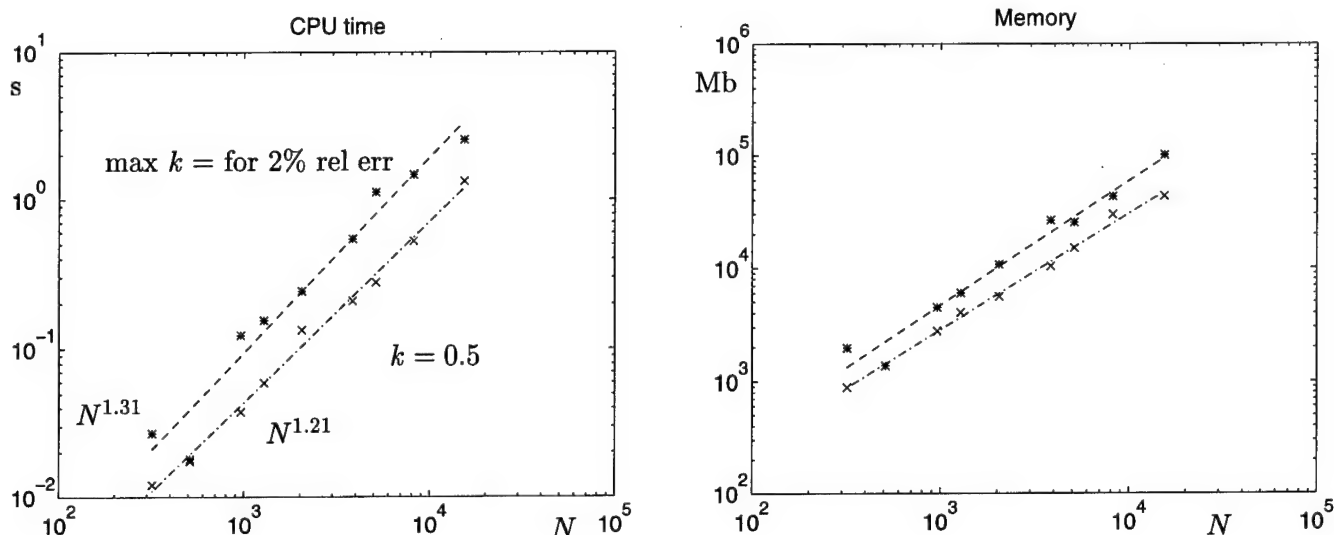 CPU time
10^1
s
10^0
10^-1
10^-2
max k = for 2% rel err
k = 0.5
N^1.31
N^1.21
10^2
10^3
10^4
N
10^5
Memory
10^6
Mb
10^5
10^4
10^3
10^2
10^2
10^3
10^4
N
10^5